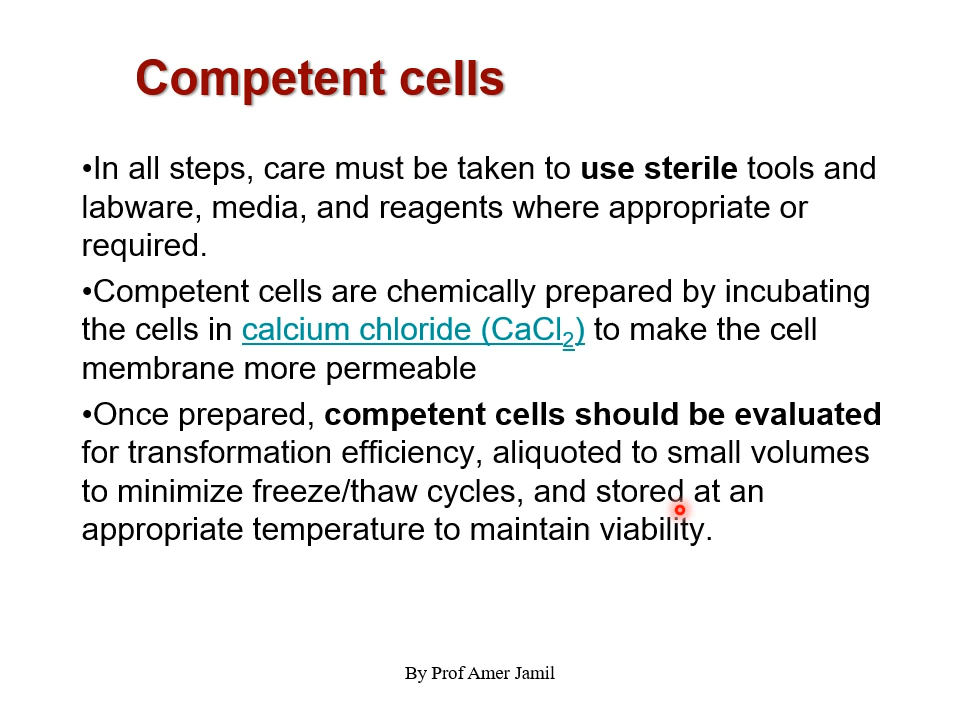 Competent cells
•In all steps, care must be taken to use sterile tools and
labware, media, and reagents where appropriate or
required.
•Competent cells are chemically prepared by incubating
the cells in calcium chloride (CaCl₂) to make the cell
membrane more permeable
•Once prepared, competent cells should be evaluated
for transformation efficiency, aliquoted to small volumes
to minimize freeze/thaw cycles, and stored at an
appropriate temperature to maintain viability.
By Prof Amer Jamil